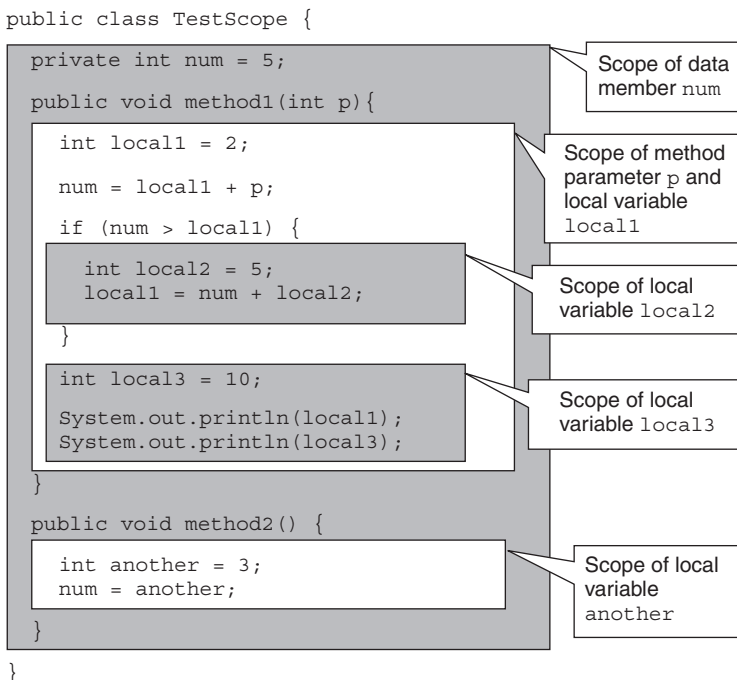 public class TestScope {
private int num = 5;
Scope of data
member num
public void method1(int p){
int local1 = 2;
Scope of method
parameter p and
local variable
local1
num = local1 + p;
if (num > local1) {
int local2 = 5;
local1 = num + local2;
Scope of local
variable local2
}
int local3 = 10;
System.out.println(local1);
System.out.println(local3);
Scope of local
variable local3
}
public void method2() {
int another = 3;
num = another;
Scope of local
variable
another
}
}